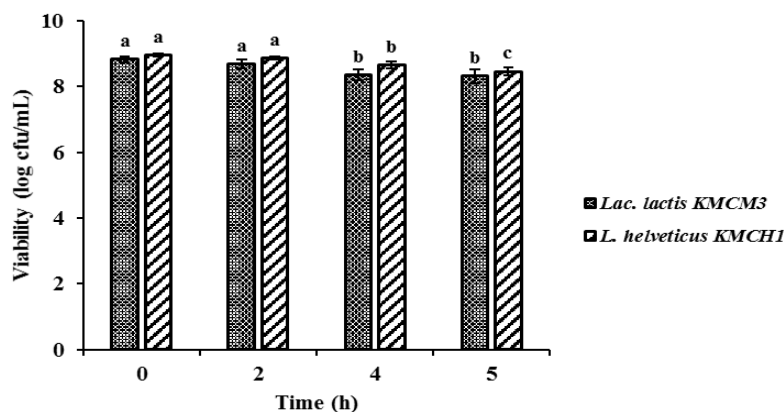 10
8
6
4
2
0
Viability (log cfu/mL)
a a a a b b b c
0 2 4 5
Time (h)
Lac. lactis KMCM3
L. helveticus KMCH1